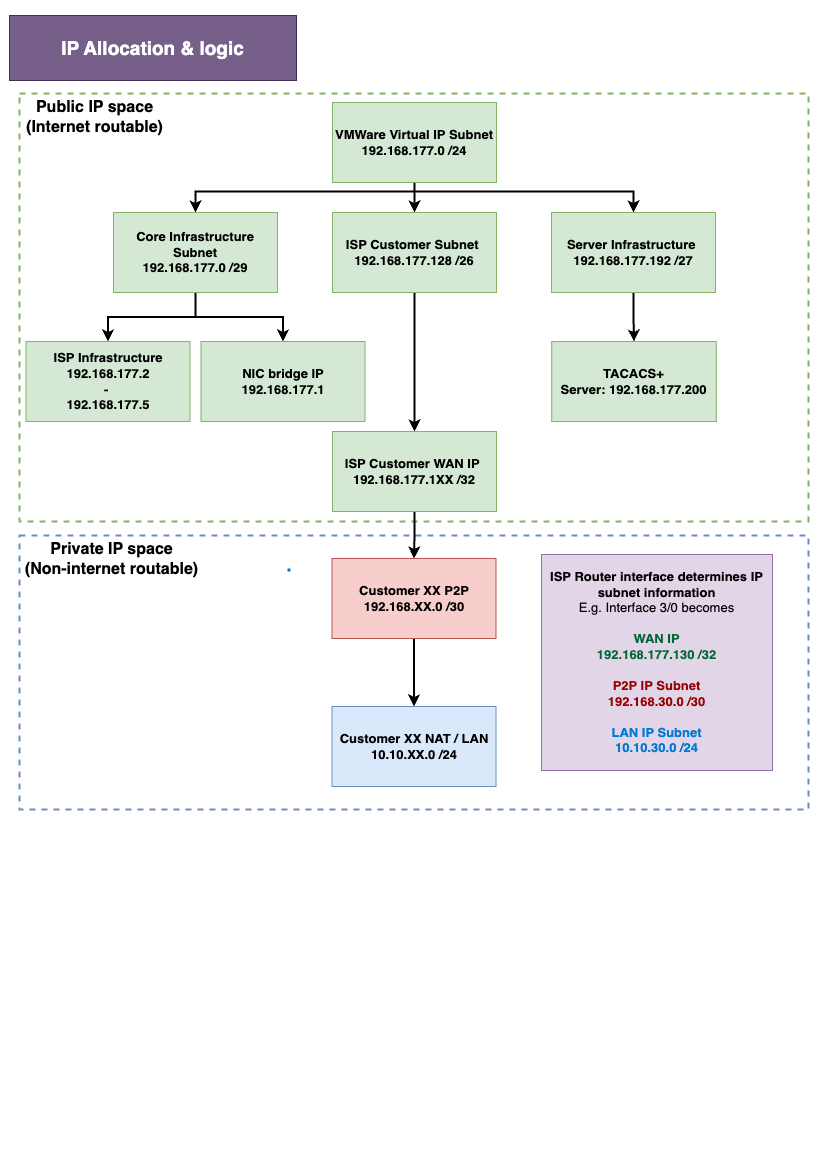 IP Allocation & logic
Public IP space
(Internet routable)
VMWare Virtual IP Subnet
192.168.177.0 /24
Core Infrastructure
Subnet
192.168.177.0 /29
ISP Customer Subnet
192.168.177.128 /26
Server Infrastructure
192.168.177.192 /27
ISP Infrastructure
192.168.177.2
-
192.168.177.5
NIC bridge IP
192.168.177.1
TACACS+
Server: 192.168.177.200
ISP Customer WAN IP
192.168.177.1XX /32
Private IP space
(Non-internet routable)
Customer XX P2P
192.168.XX.0 /30
Customer XX NAT / LAN
10.10.XX.0 /24
ISP Router interface determines IP
subnet information
E.g. Interface 3/0 becomes
WAN IP
192.168.177.130 /32
P2P IP Subnet
192.168.30.0 /30
LAN IP Subnet
10.10.30.0 /24